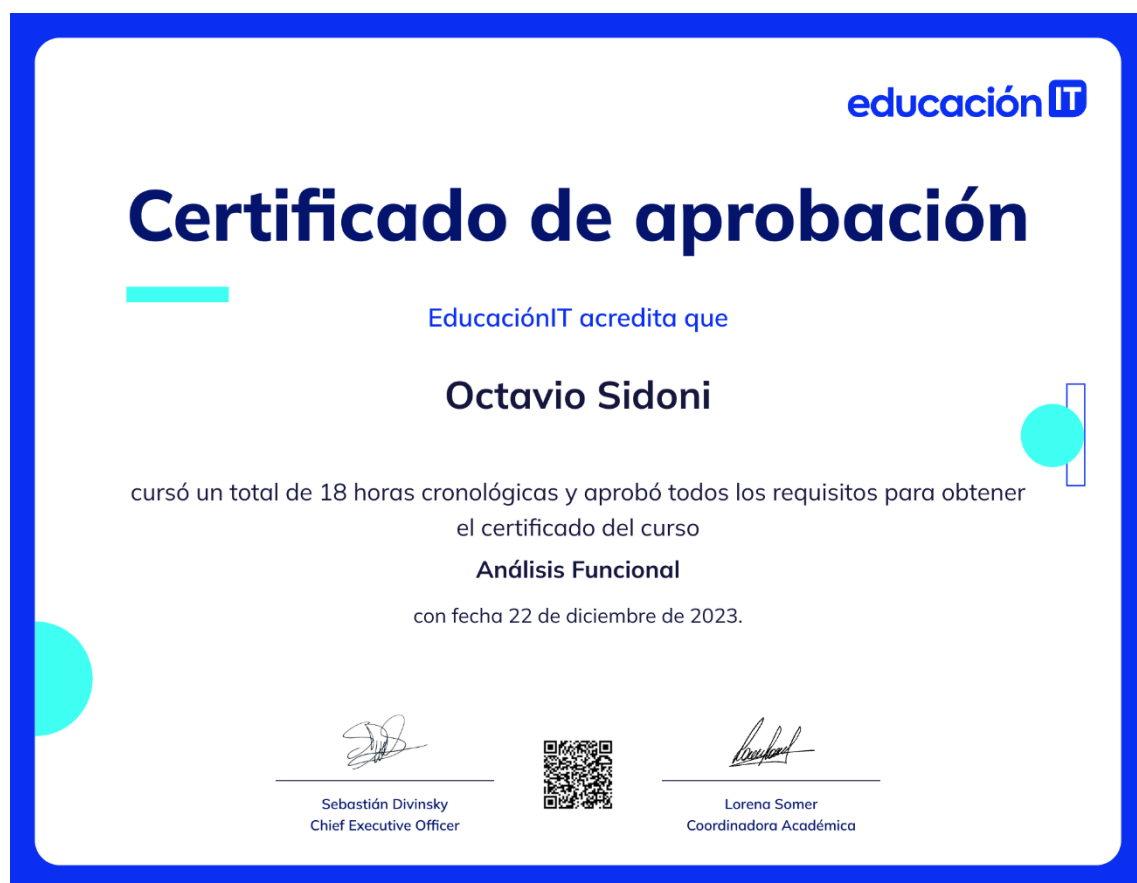 educación IT
Certificado de aprobación
EducaciónIT acredita que
Octavio Sidoni
cursó un total de 18 horas cronológicas y aprobó todos los requisitos para obtener
el certificado del curso
Análisis Funcional
con fecha 22 de diciembre de 2023.
Sebastián Divinsky
Chief Executive Officer
Lorena Somer
Coordinadora Académica